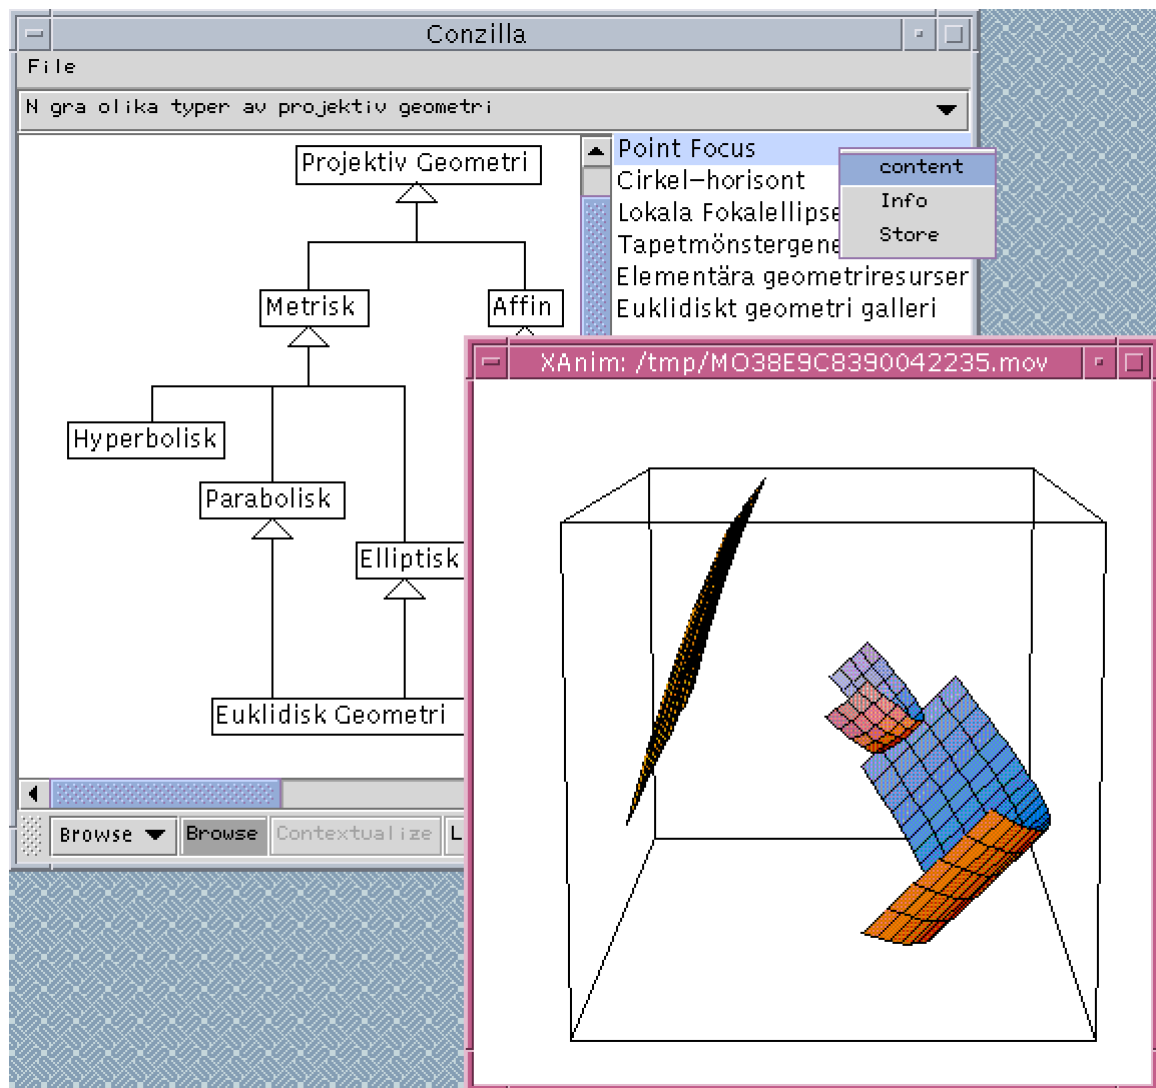 Conzilla
File
N gra olika typer av projektiv geometri
Projektiv Geometri
Metrisk
Affin
Hyperbolisk
Parabolisk
Elliptisk
Euklidisk Geometri
Point Focus
Cirkel-horisont
Lokala Fokalellipse
Tapetmönstergene
Elementära geometriresurser
Euklidiskt geometri galleri
content
Info
Store
XAnim: /tmp/MO38E9C8390042235.mov
Browse
Browse
Contextualize
L